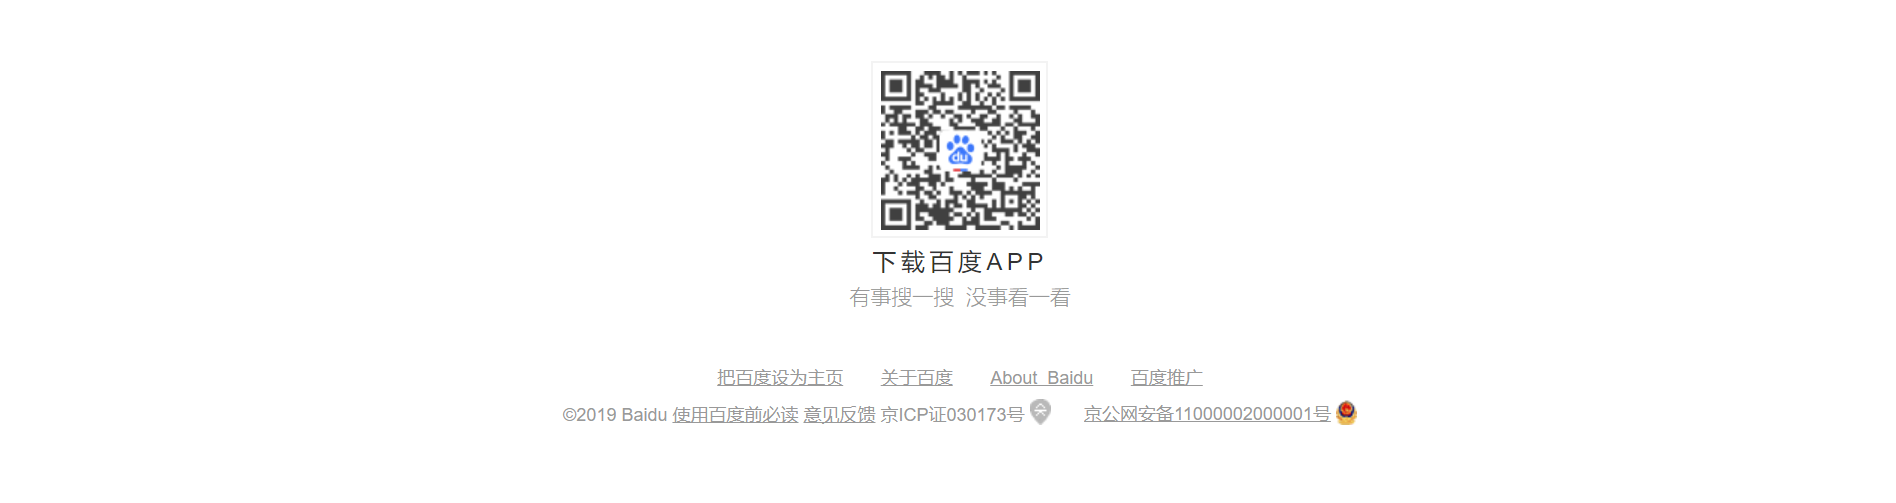 du
下载百度APP
有事搜一搜 没事看一看
把百度设为主页 关于百度 About Baidu 百度推广
©2019 Baidu 使用百度前必读 意见反馈 京ICP证030173号 京公网安备11000002000001号